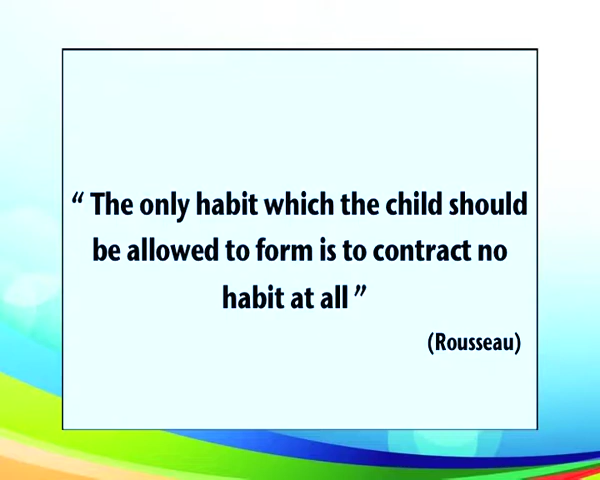 “ The only habit which the child should
be allowed to form is to contract no
habit at all ”
(Rousseau)